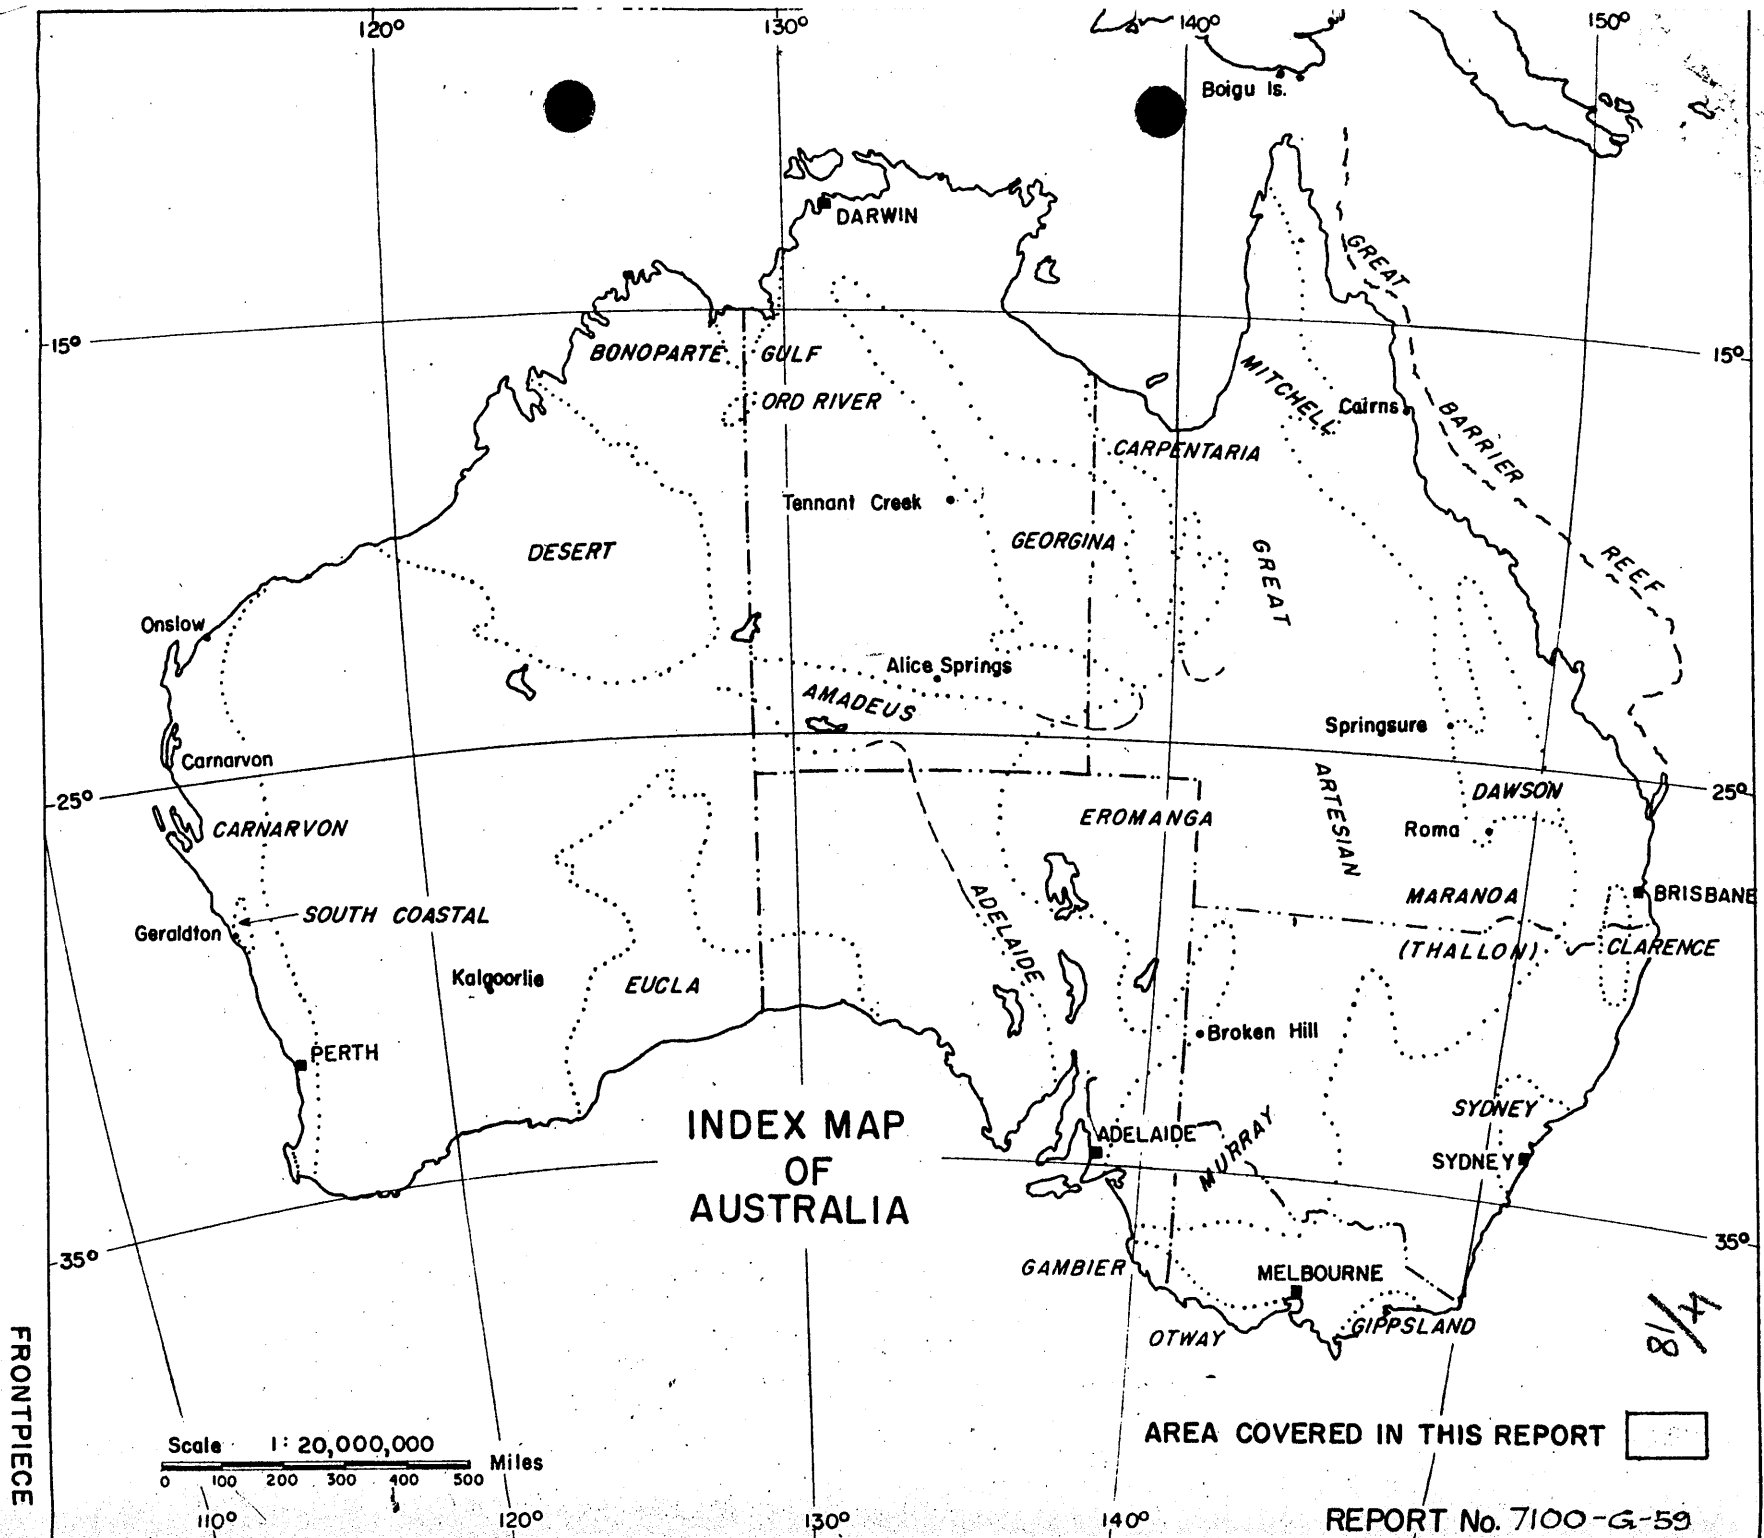 120° 130° 140° 150°
Boigu Is.
DARWIN
GREAT
15° BONOPARTE GULF 15°
ORD RIVER
MITCHELL
Cairns
BARRIER
CARPENTARIA
Tennant Creek
DESERT
GEORGINA
GREAT
REEF
Onslow
Alice Springs
AMADEUS
Springsure
Carnarvon
ARTESIAN
25° DAWSON 25°
CARNARVON
EROMANGA
Roma
ADELAIDE
MARANOA
BRISBANE
SOUTH COASTAL
Geraldton
(THALLON)
CLARENCE
Kalgoorlie
EUCLA
Broken Hill
PERTH
INDEX MAP
OF
AUSTRALIA
ADELAIDE
MURRAY
SYDNEY
SYDNEY
35° 35°
GAMBIER
MELBOURNE
OTWAY
GIPPSLAND
FRONTPIECE
AREA COVERED IN THIS REPORT
Scale 1:20,000,000
0 100 200 300 400 500 Miles
110° 120° 130° 140°
REPORT No. 7100-G-59